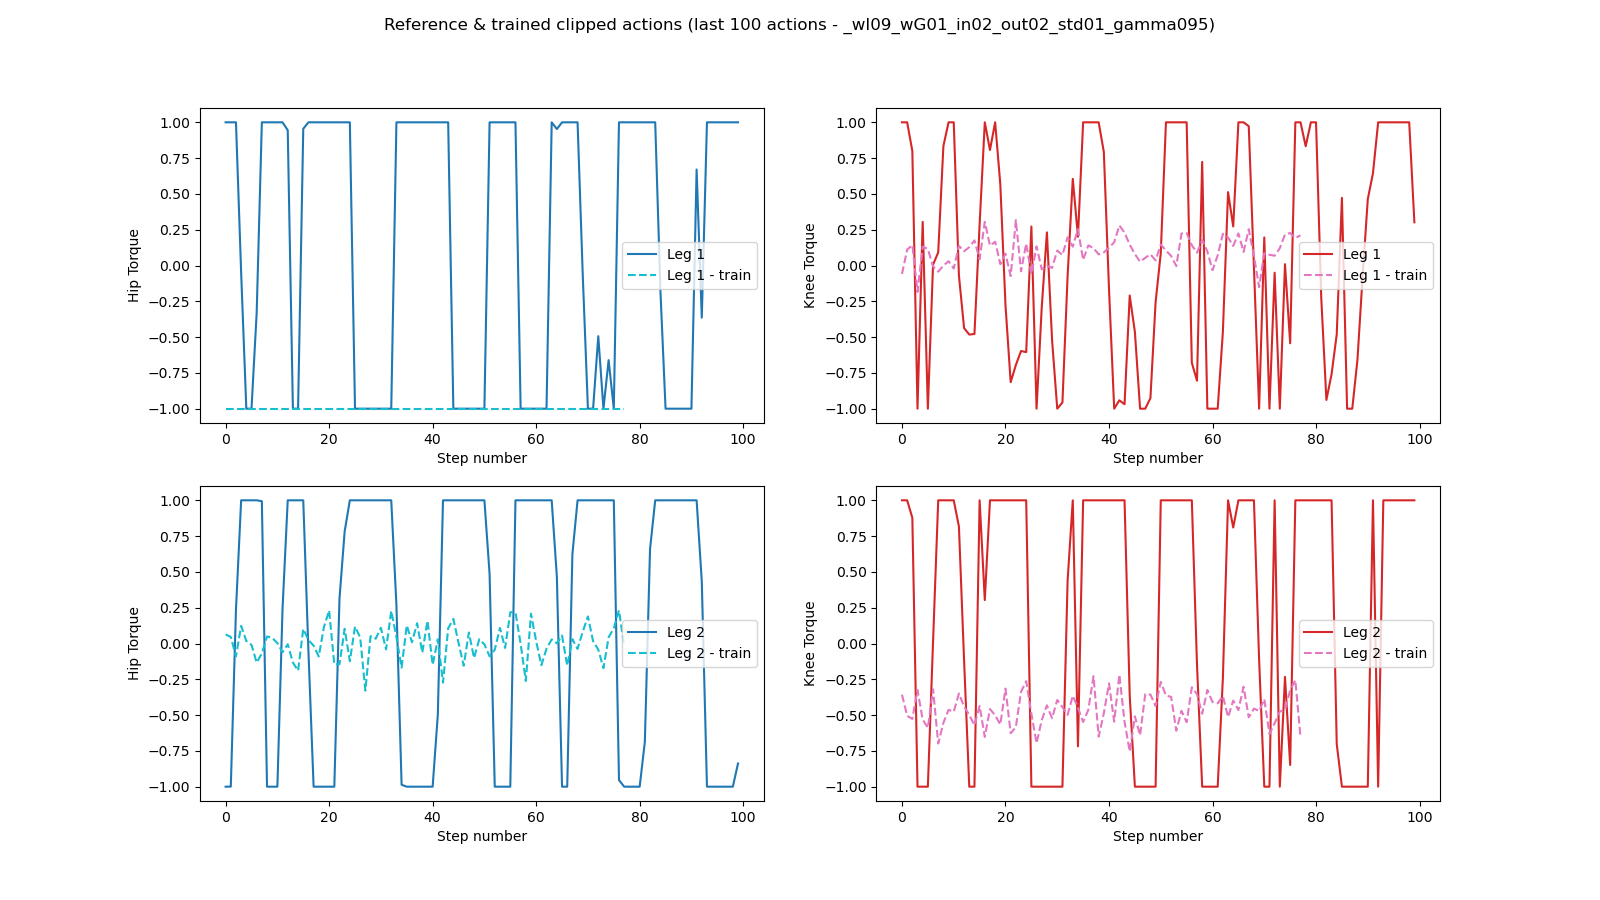 Reference & trained clipped actions (last 100 actions - _wI09_wG01_in02_out02_std01_gamma095)
1.00
0.75
0.50
0.25
0.00
−0.25
−0.50
−0.75
−1.00
Hip Torque
Leg 1
Leg 1 - train
0 20 40 60 80 100
Step number
1.00
0.75
0.50
0.25
0.00
−0.25
−0.50
−0.75
−1.00
Knee Torque
Leg 1
Leg 1 - train
0 20 40 60 80 100
Step number
1.00
0.75
0.50
0.25
0.00
−0.25
−0.50
−0.75
−1.00
Hip Torque
Leg 2
Leg 2 - train
0 20 40 60 80 100
Step number
1.00
0.75
0.50
0.25
0.00
−0.25
−0.50
−0.75
−1.00
Knee Torque
Leg 2
Leg 2 - train
0 20 40 60 80 100
Step number